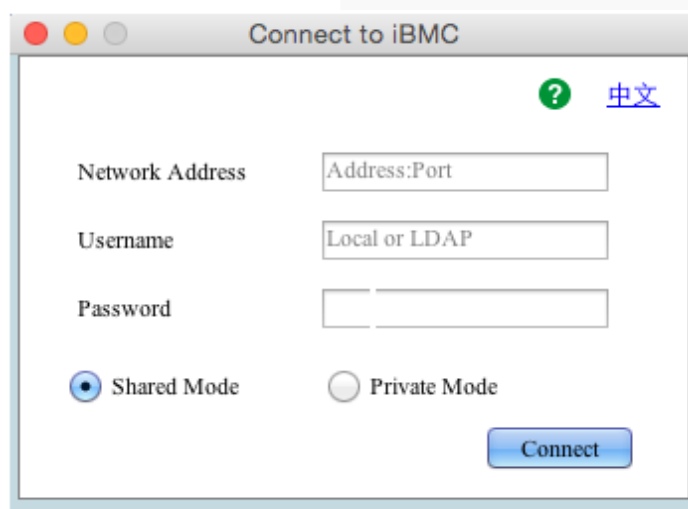 Connect to iBMC
? 中文
Network Address Address:Port
Username Local or LDAP
Password
Shared Mode Private Mode
Connect